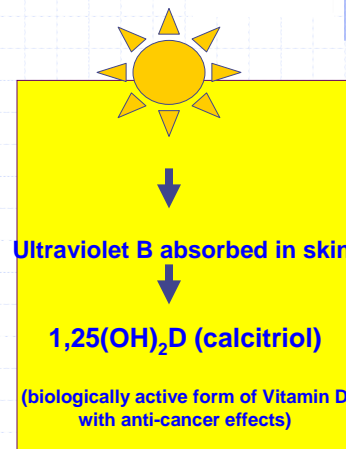 Ultraviolet B absorbed in skin
1,25(OH)₂D (calcitriol)
(biologically active form of Vitamin D
with anti-cancer effects)